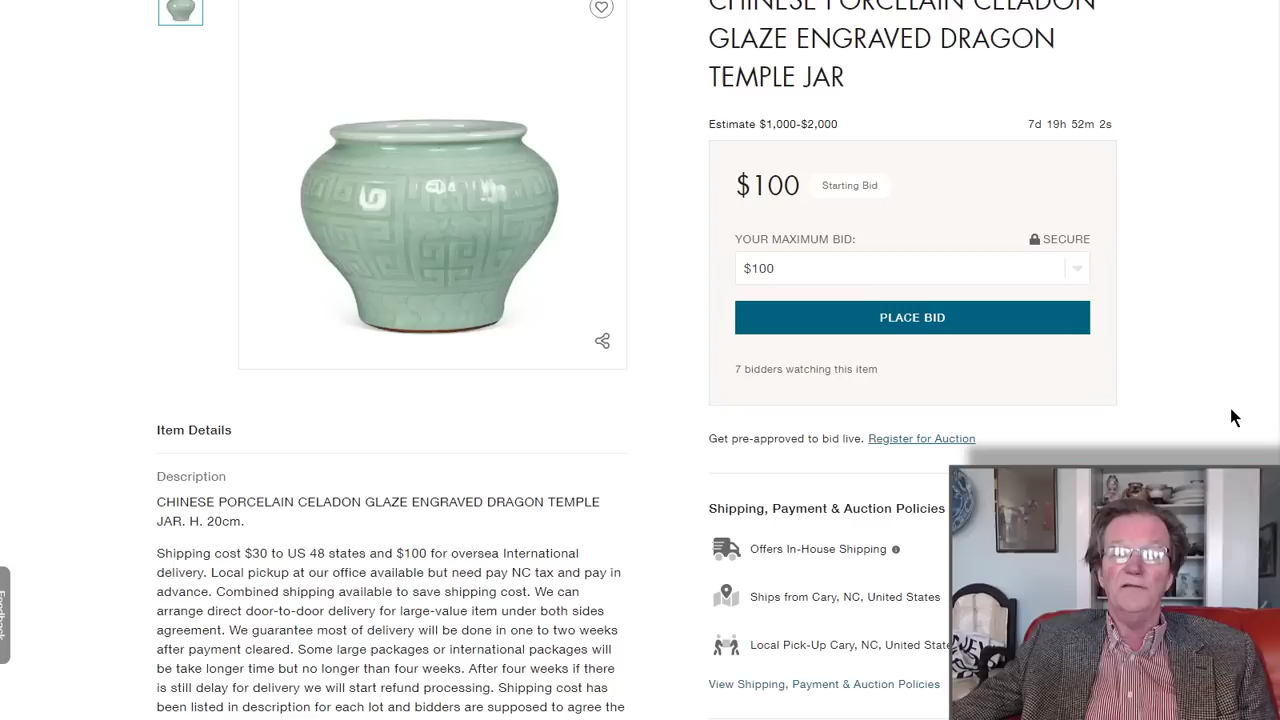 CHINESE PORCELAIN CELADON
GLAZE ENGRAVED DRAGON
TEMPLE JAR
Estimate $1,000-$2,000
7d 19h 52m 2s
$100
Starting Bid
YOUR MAXIMUM BID:
SECURE
$100
PLACE BID
7 bidders watching this item
Get pre-approved to bid live. Register for Auction
Shipping, Payment & Auction Policies
Offers In-House Shipping
Ships from Cary, NC, United States
Local Pick-Up Cary, NC, United State
View Shipping, Payment & Auction Policies
Item Details
Description
CHINESE PORCELAIN CELADON GLAZE ENGRAVED DRAGON TEMPLE
JAR. H. 20cm.
Shipping cost $30 to US 48 states and $100 for oversea International
delivery. Local pickup at our office available but need pay NC tax and pay in
advance. Combined shipping available to save shipping cost. We can
arrange direct door-to-door delivery for large-value item under both sides
agreement. We guarantee most of delivery will be done in one to two weeks
after payment cleared. Some large packages or international packages will
be take longer time but no longer than four weeks. After four weeks if there
is still delay for delivery we will start refund processing. Shipping cost has
been listed in description for each lot and bidders are supposed to agree the
Feedback